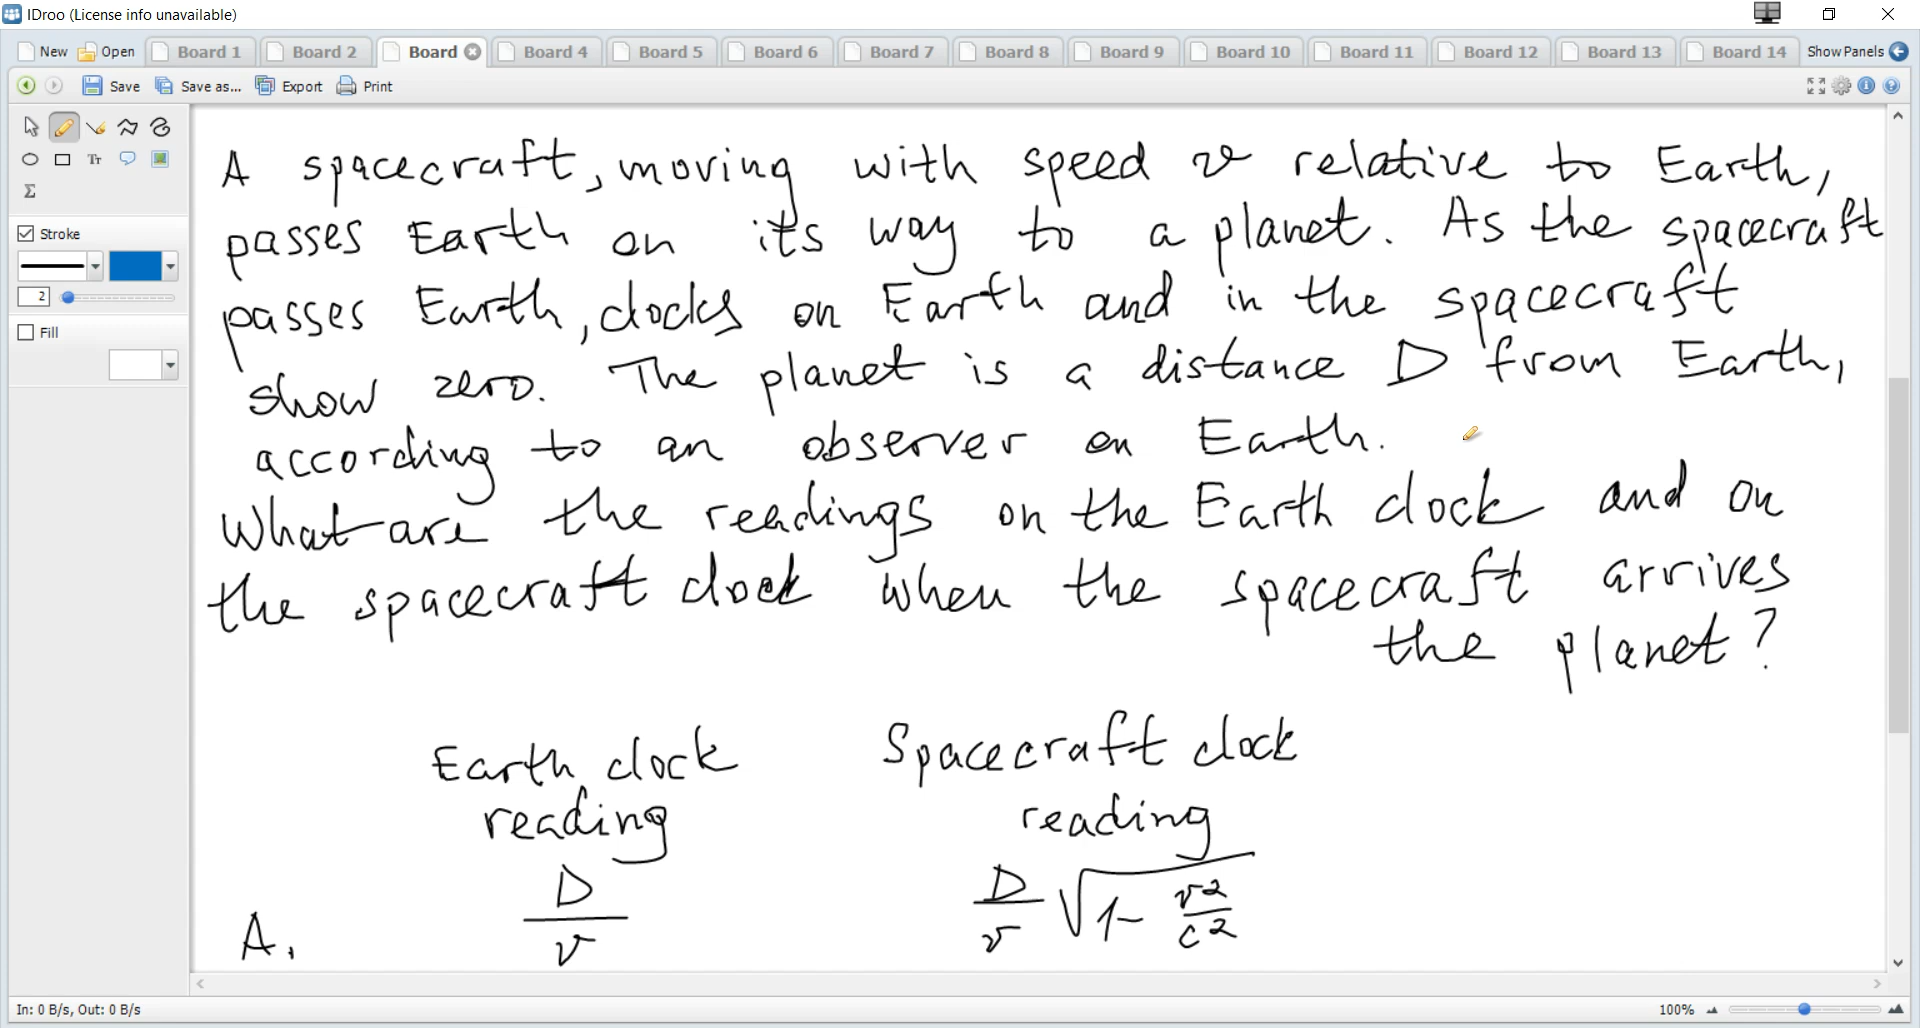 IDroo (License info unavailable)
New Open Board 1 Board 2 Board Board 4 Board 5 Board 6 Board 7 Board 8 Board 9 Board 10 Board 11 Board 12 Board 13 Board 14 Show Panels
Save Save as... Export Print
Tt
Σ
Stroke
2
Fill
A spacecraft, moving with speed v relative to Earth,
passes Earth on its way to a planet. As the spacecraft
passes Earth, clocks on Earth and in the spacecraft
show zero. The planet is a distance D from Earth,
according to an observer on Earth.
What are the readings on the Earth clock and on
the spacecraft clock when the spacecraft arrives
the planet?
Earth clock Spacecraft clock
reading reading
A. D/v D/v √(1 - v²/c²)
In: 0 B/s, Out: 0 B/s 100%